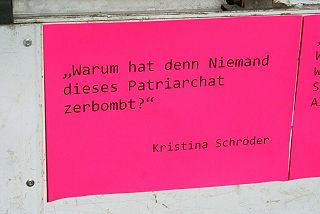 „Warum hat denn Niemand
dieses Patriarchat
zerbombt?“
Kristina Schröder